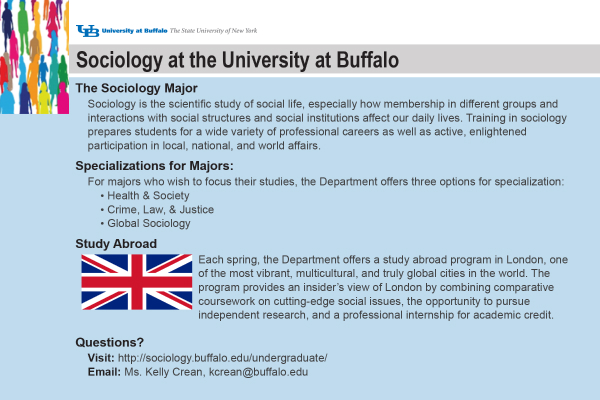 UB University at Buffalo The State University of New York
Sociology at the University at Buffalo
The Sociology Major
Sociology is the scientific study of social life, especially how membership in different groups and
interactions with social structures and social institutions affect our daily lives. Training in sociology
prepares students for a wide variety of professional careers as well as active, enlightened
participation in local, national, and world affairs.
Specializations for Majors:
For majors who wish to focus their studies, the Department offers three options for specialization:
• Health & Society
• Crime, Law, & Justice
• Global Sociology
Study Abroad
Each spring, the Department offers a study abroad program in London, one
of the most vibrant, multicultural, and truly global cities in the world. The
program provides an insider's view of London by combining comparative
coursework on cutting-edge social issues, the opportunity to pursue
independent research, and a professional internship for academic credit.
Questions?
Visit: http://sociology.buffalo.edu/undergraduate/
Email: Ms. Kelly Crean, kcrean@buffalo.edu